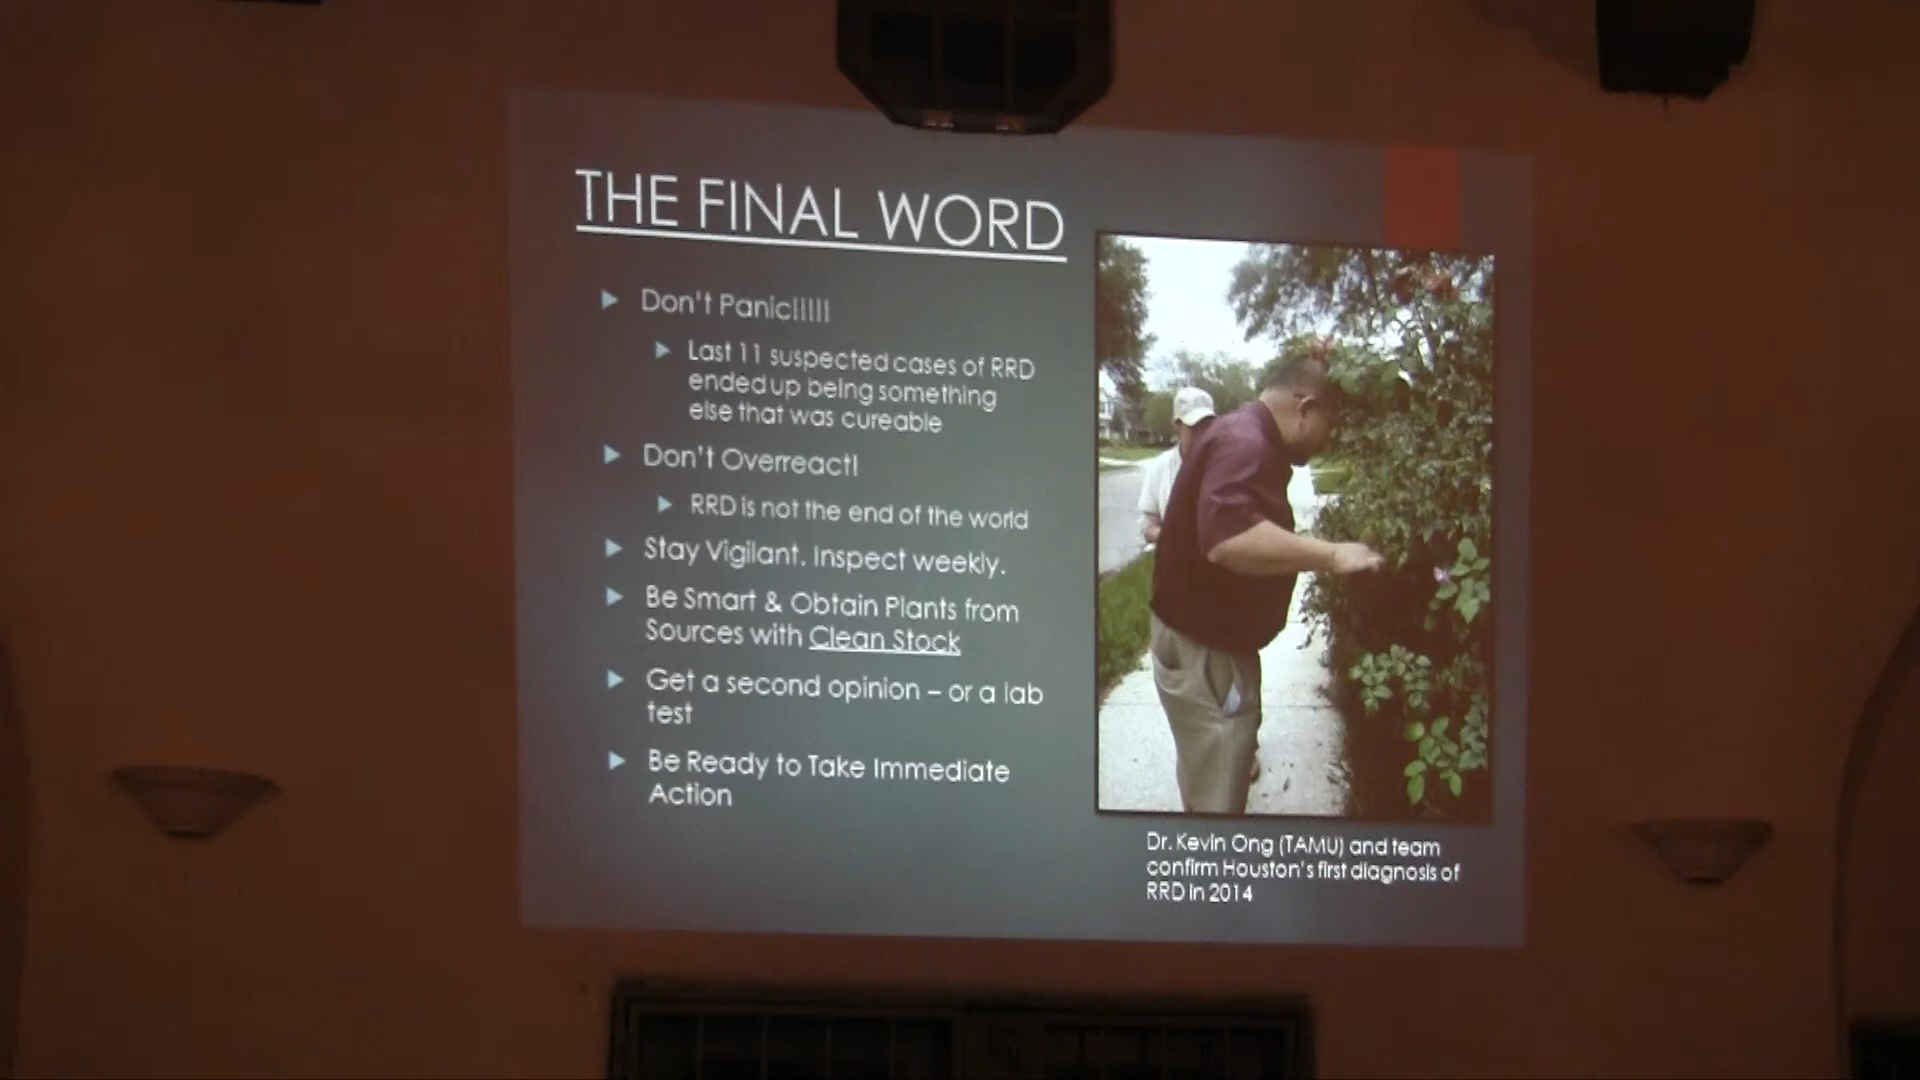 THE FINAL WORD
Don't Panic!!!!!
Last 11 suspected cases of RRD
ended up being something
else that was cureable
Don't Overreact!
RRD is not the end of the world
Stay Vigilant. Inspect weekly.
Be Smart & Obtain Plants from
Sources with Clean Stock
Get a second opinion – or a lab
test
Be Ready to Take Immediate
Action
Dr. Kevin Ong (TAMU) and team
confirm Houston's first diagnosis of
RRD in 2014